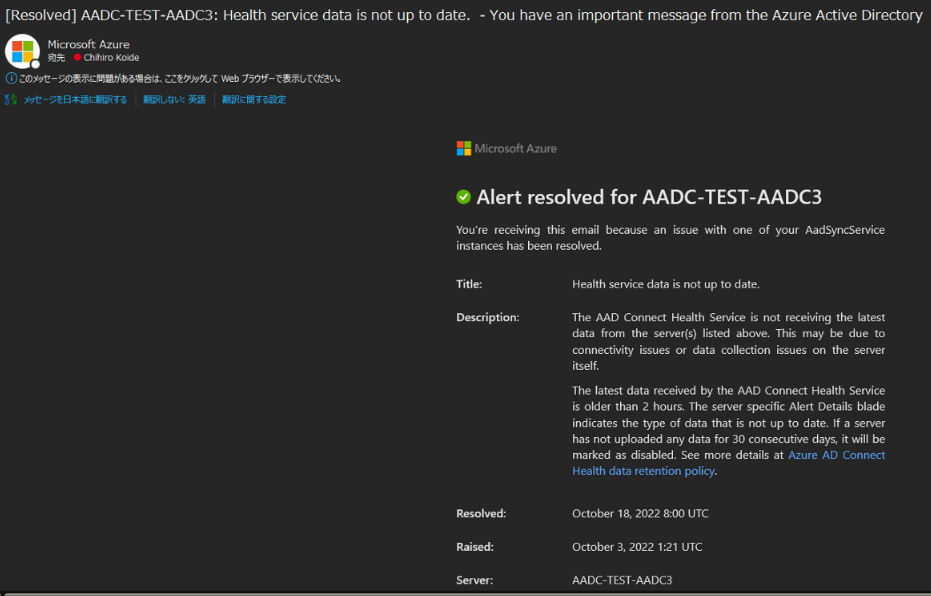 [Resolved] AADC-TEST-AADC3: Health service data is not up to date.  - You have an important message from the Azure Active Directory
Microsoft Azure
宛先 Chihiro Koide
このメッセージの表示に問題がある場合は、ここをクリックして Web ブラウザーで表示してください。
メッセージを日本語に翻訳する | 翻訳しない: 英語 | 翻訳に関する設定
Microsoft Azure
Alert resolved for AADC-TEST-AADC3
You're receiving this email because an issue with one of your AadSyncService
instances has been resolved.
Title: Health service data is not up to date.
Description: The AAD Connect Health Service is not receiving the latest
data from the server(s) listed above. This may be due to
connectivity issues or data collection issues on the server
itself.
The latest data received by the AAD Connect Health Service
is older than 2 hours. The server specific Alert Details blade
indicates the type of data that is not up to date. If a server
has not uploaded any data for 30 consecutive days, it will be
marked as disabled. See more details at Azure AD Connect
Health data retention policy.
Resolved: October 18, 2022 8:00 UTC
Raised: October 3, 2022 1:21 UTC
Server: AADC-TEST-AADC3